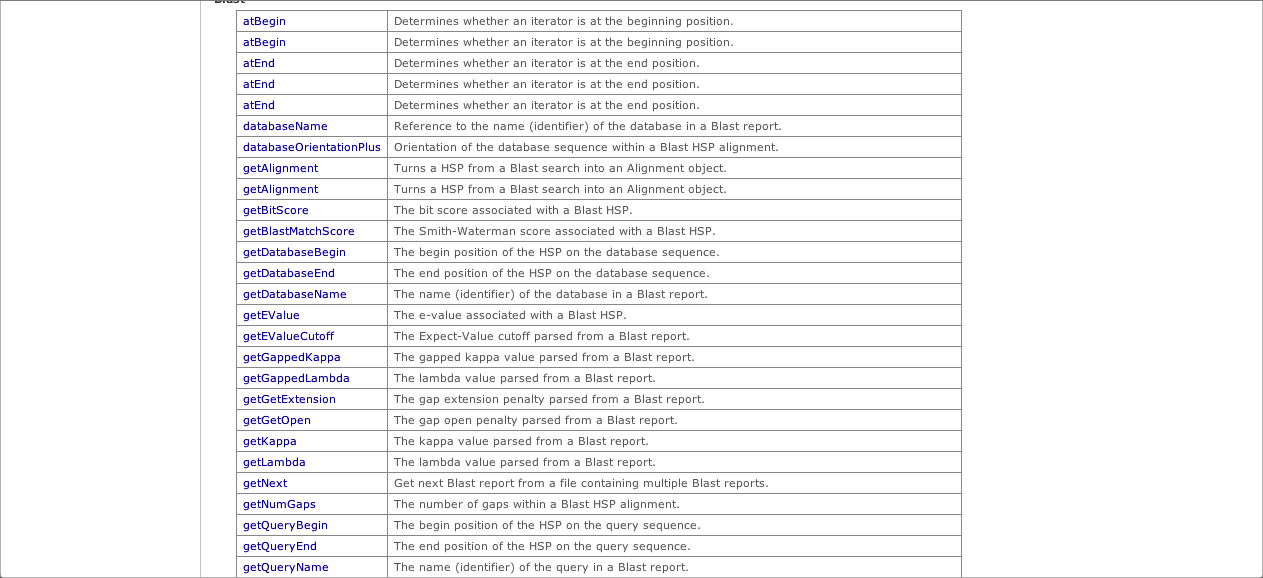 Blast
atBegin Determines whether an iterator is at the beginning position.
atBegin Determines whether an iterator is at the beginning position.
atEnd Determines whether an iterator is at the end position.
atEnd Determines whether an iterator is at the end position.
atEnd Determines whether an iterator is at the end position.
databaseName Reference to the name (identifier) of the database in a Blast report.
databaseOrientationPlus Orientation of the database sequence within a Blast HSP alignment.
getAlignment Turns a HSP from a Blast search into an Alignment object.
getAlignment Turns a HSP from a Blast search into an Alignment object.
getBitScore The bit score associated with a Blast HSP.
getBlastMatchScore The Smith-Waterman score associated with a Blast HSP.
getDatabaseBegin The begin position of the HSP on the database sequence.
getDatabaseEnd The end position of the HSP on the database sequence.
getDatabaseName The name (identifier) of the database in a Blast report.
getEValue The e-value associated with a Blast HSP.
getEValueCutoff The Expect-Value cutoff parsed from a Blast report.
getGappedKappa The gapped kappa value parsed from a Blast report.
getGappedLambda The lambda value parsed from a Blast report.
getGetExtension The gap extension penalty parsed from a Blast report.
getGetOpen The gap open penalty parsed from a Blast report.
getKappa The kappa value parsed from a Blast report.
getLambda The lambda value parsed from a Blast report.
getNext Get next Blast report from a file containing multiple Blast reports.
getNumGaps The number of gaps within a Blast HSP alignment.
getQueryBegin The begin position of the HSP on the query sequence.
getQueryEnd The end position of the HSP on the query sequence.
getQueryName The name (identifier) of the query in a Blast report.